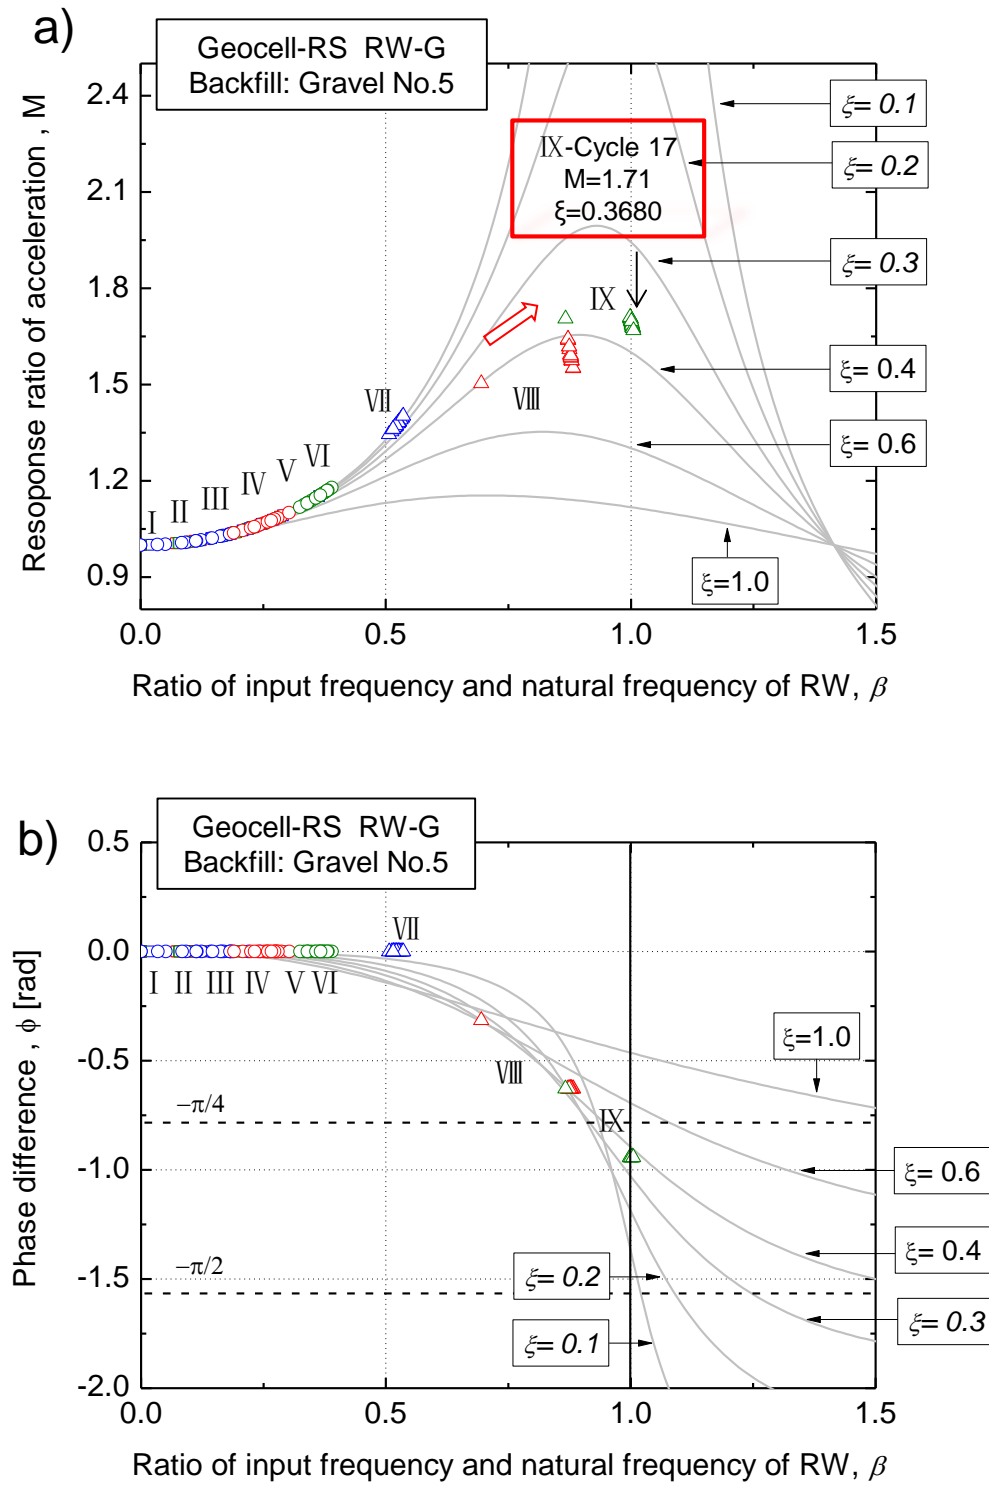 a)
Geocell-RS RW-G
Backfill: Gravel No.5
Resoponse ratio of acceleration , M
2.4
2.1
1.8
1.5
1.2
0.9
ξ= 0.1
ξ= 0.2
ξ= 0.3
ξ= 0.4
ξ= 0.6
ξ=1.0
Ⅸ-Cycle 17
M=1.71
ξ=0.3680
Ⅸ
Ⅷ
Ⅶ
Ⅰ
Ⅱ
Ⅲ
Ⅳ
Ⅴ
Ⅵ
0.0
0.5
1.0
1.5
Ratio of input frequency and natural frequency of RW, β
b)
Geocell-RS RW-G
Backfill: Gravel No.5
Phase difference , ϕ [rad]
0.5
0.0
-0.5
-1.0
-1.5
-2.0
Ⅶ
Ⅰ
Ⅱ
Ⅲ
Ⅳ
Ⅴ
Ⅵ
Ⅷ
Ⅸ
−π/4
−π/2
ξ=1.0
ξ= 0.6
ξ= 0.4
ξ= 0.3
ξ= 0.2
ξ= 0.1
0.0
0.5
1.0
1.5
Ratio of input frequency and natural frequency of RW, β